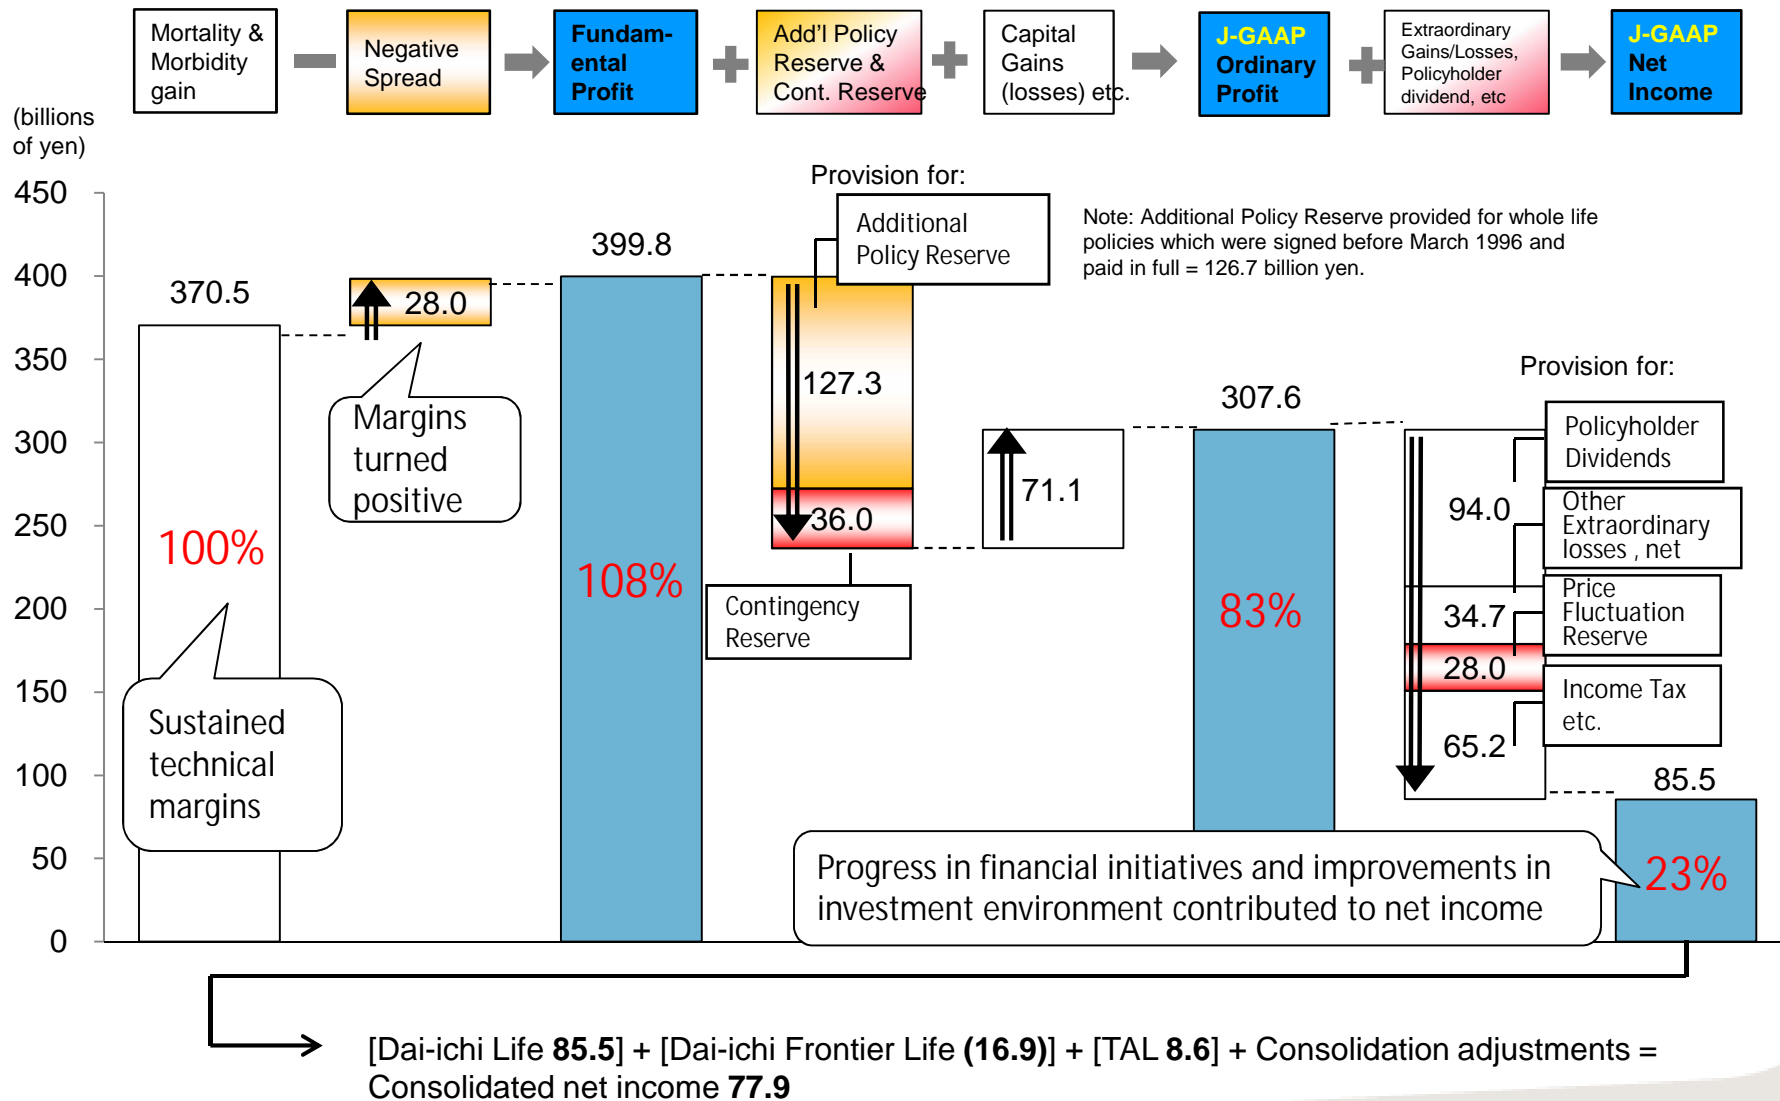 Mortality &
Morbidity
gain
Negative
Spread
Fundam-
ental
Profit
Add'l Policy
Reserve &
Cont. Reserve
Capital
Gains
(losses) etc.
J-GAAP
Ordinary
Profit
Extraordinary
Gains/Losses,
Policyholder
dividend, etc
J-GAAP
Net
Income
(billions
of yen)
450
400
350
300
250
200
150
100
50
0
370.5
100%
Sustained
technical
margins
28.0
Margins
turned
positive
399.8
108%
Provision for:
Additional
Policy Reserve
127.3
36.0
Contingency
Reserve
Note: Additional Policy Reserve provided for whole life
policies which were signed before March 1996 and
paid in full = 126.7 billion yen.
71.1
307.6
83%
Provision for:
Policyholder
Dividends
94.0
Other
Extraordinary
losses , net
34.7
Price
Fluctuation
Reserve
28.0
Income Tax
etc.
65.2
85.5
23%
Progress in financial initiatives and improvements in
investment environment contributed to net income
[Dai-ichi Life 85.5] + [Dai-ichi Frontier Life (16.9)] + [TAL 8.6] + Consolidation adjustments =
Consolidated net income 77.9